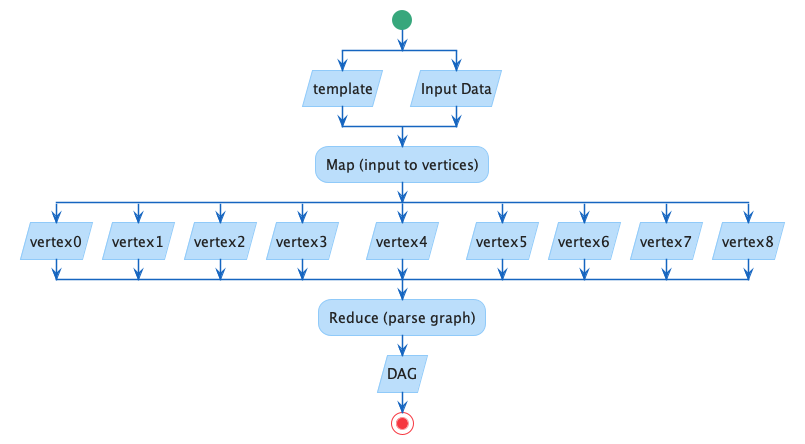 template
Input Data
Map (input to vertices)
vertex0
vertex1
vertex2
vertex3
vertex4
vertex5
vertex6
vertex7
vertex8
Reduce (parse graph)
DAG